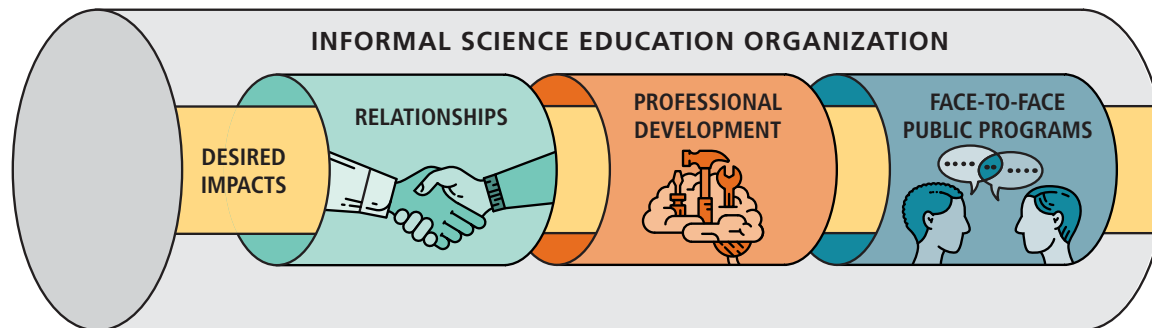 INFORMAL SCIENCE EDUCATION ORGANIZATION
DESIRED
IMPACTS
RELATIONSHIPS
PROFESSIONAL
DEVELOPMENT
FACE-TO-FACE
PUBLIC PROGRAMS